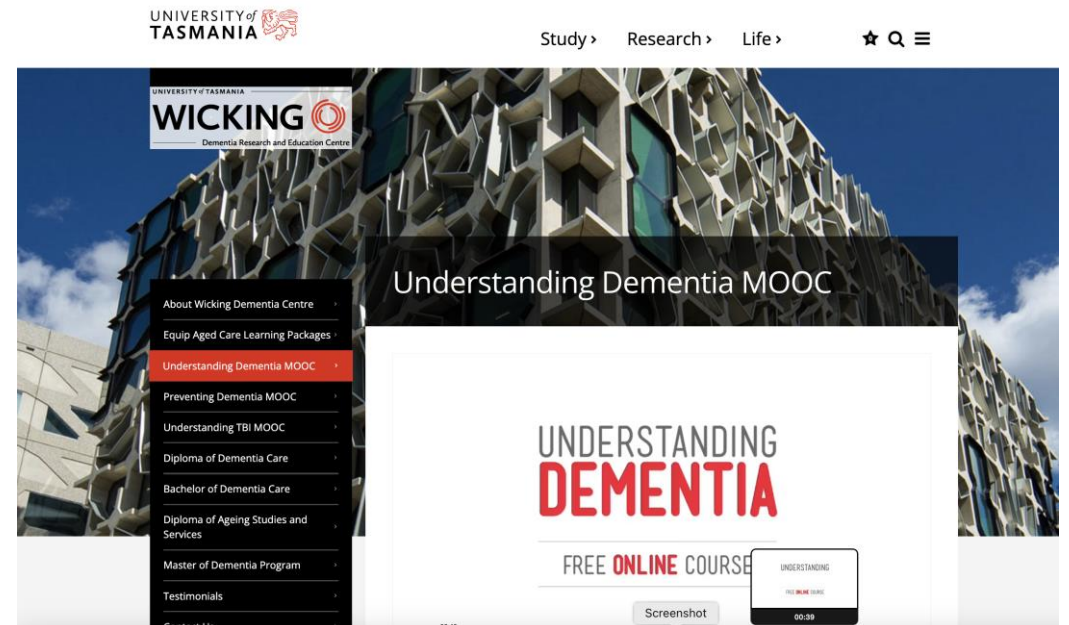 UNIVERSITY of
TASMANIA
Study ›
Research ›
Life ›
UNIVERSITY of TASMANIA
WICKING
Dementia Research and Education Centre
Understanding Dementia MOOC
About Wicking Dementia Centre
Equip Aged Care Learning Packages
Understanding Dementia MOOC
Preventing Dementia MOOC
Understanding TBI MOOC
Diploma of Dementia Care
Bachelor of Dementia Care
Diploma of Ageing Studies and
Services
Master of Dementia Program
Testimonials
UNDERSTANDING
DEMENTIA
FREE ONLINE COURSE
UNDERSTANDING
FREE ONLINE COURSE
00:39
Screenshot